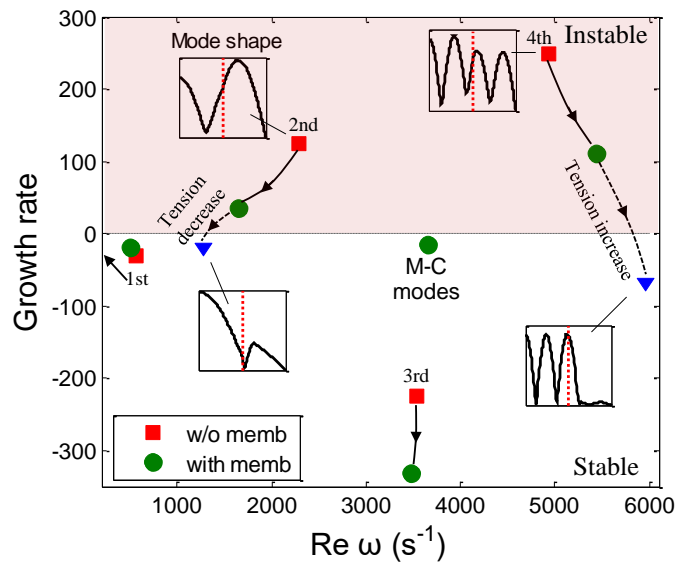 Mode shape
4th
Instable
2nd
Tension
decrease
Tension increase
1st
M-C
modes
3rd
w/o memb
with memb
Stable
300
200
100
0
-100
-200
-300
1000
2000
3000
4000
5000
6000
Growth rate
Re ω (s⁻¹)